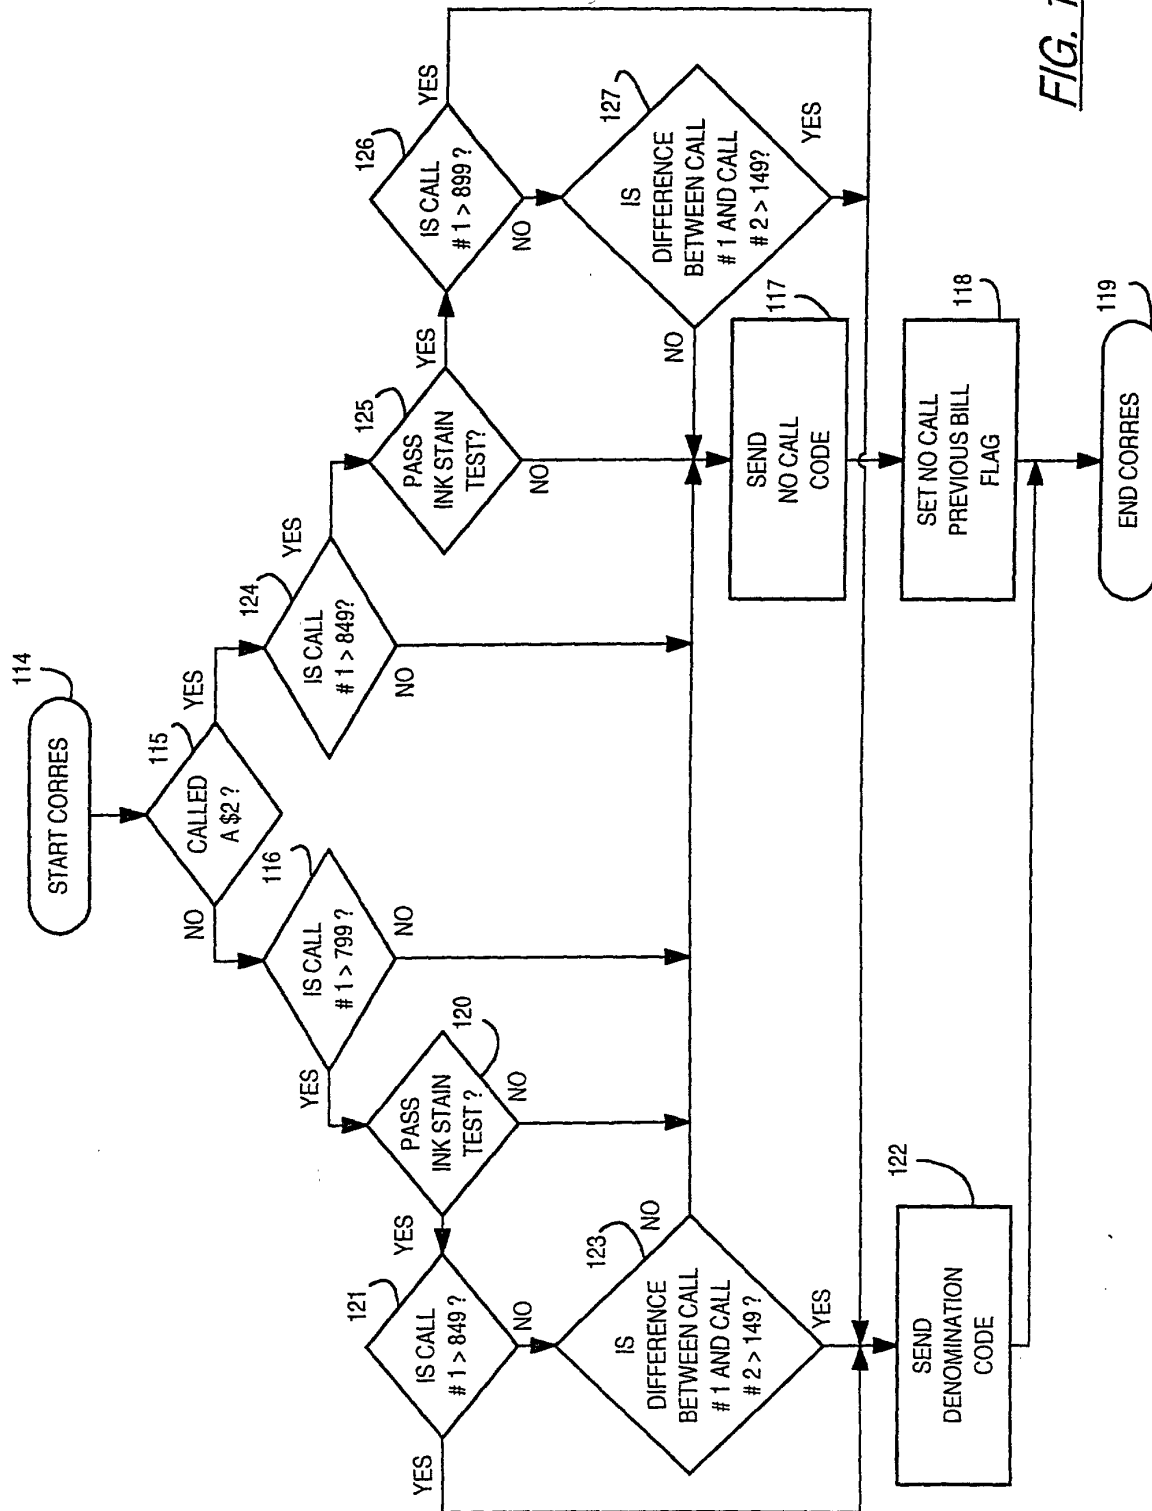 START CORRES
114
CALLED
A $2 ?
115
NO
YES
IS CALL
# 1 > 799 ?
116
YES
NO
IS CALL
# 1 > 849?
124
YES
NO
PASS
INK STAIN
TEST ?
120
YES
NO
PASS
INK STAIN
TEST?
125
YES
NO
IS CALL
# 1 > 849 ?
121
YES
NO
IS CALL
# 1 > 899 ?
126
YES
NO
IS
DIFFERENCE
BETWEEN CALL
# 1 AND CALL
# 2 > 149 ?
123
NO
YES
IS
DIFFERENCE
BETWEEN CALL
# 1 AND CALL
# 2 > 149?
127
NO
YES
SEND
NO CALL
CODE
117
SEND
DENOMINATION
CODE
122
SET NO CALL
PREVIOUS BILL
FLAG
118
END CORRES
119
FIG.